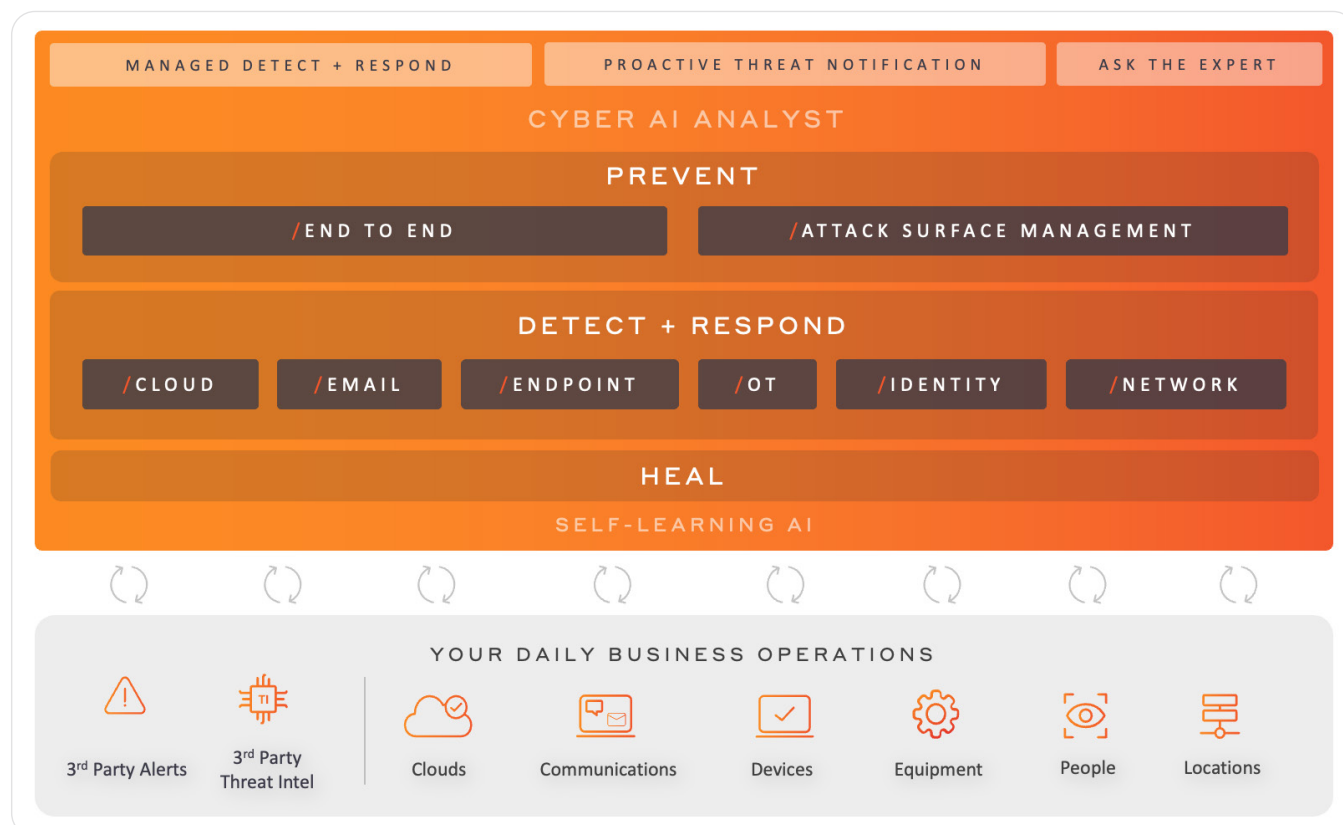 MANAGED DETECT + RESPOND
PROACTIVE THREAT NOTIFICATION
ASK THE EXPERT
CYBER AI ANALYST
PREVENT
/END TO END
/ATTACK SURFACE MANAGEMENT
DETECT + RESPOND
/CLOUD
/EMAIL
/ENDPOINT
/OT
/IDENTITY
/NETWORK
HEAL
SELF-LEARNING AI
YOUR DAILY BUSINESS OPERATIONS
TI
3rd Party Alerts
3rd Party
Threat Intel
Clouds
Communications
Devices
Equipment
People
Locations